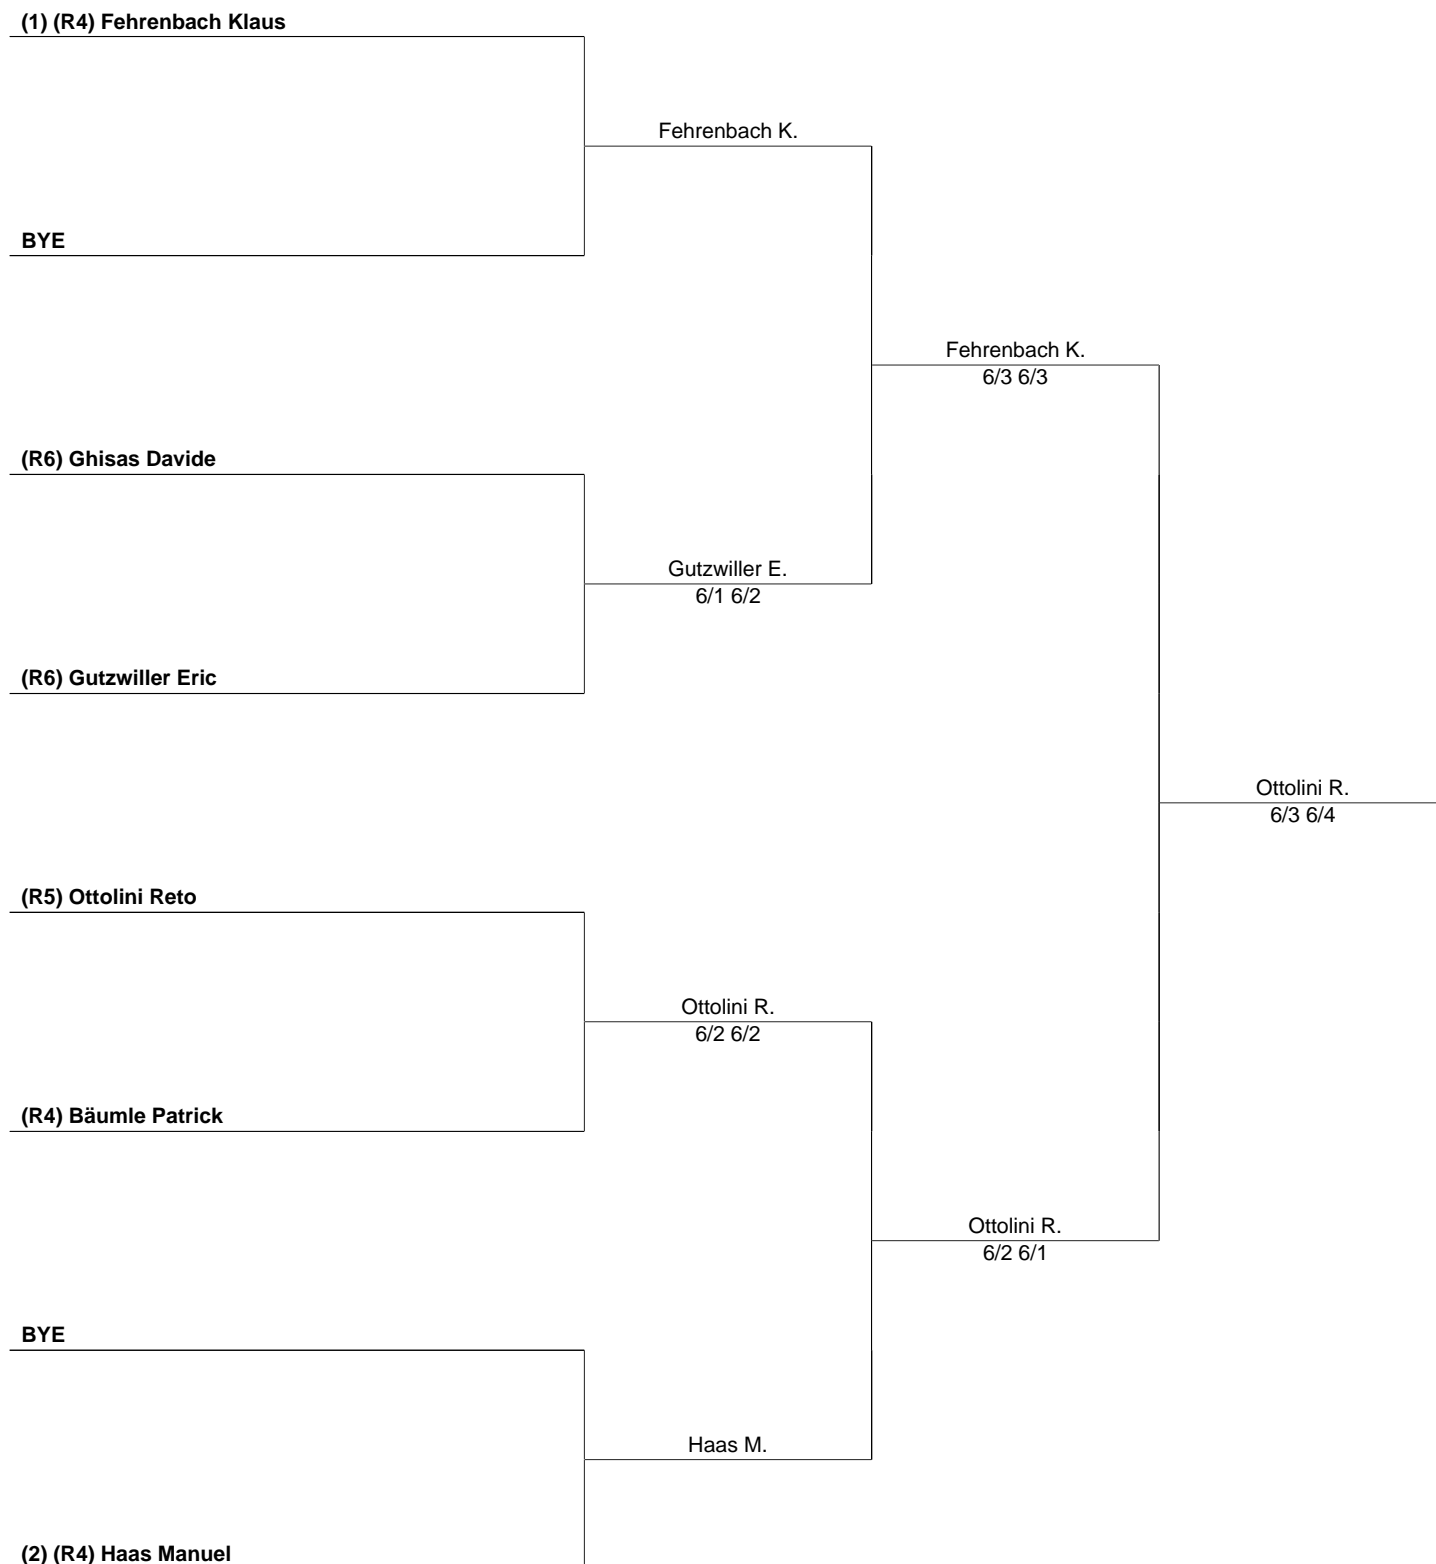 (1) (R4) Fehrenbach Klaus
Fehrenbach K.
BYE
Fehrenbach K.
6/3 6/3
(R6) Ghisas Davide
Gutzwiller E.
6/1 6/2
(R6) Gutzwiller Eric
Ottolini R.
6/3 6/4
(R5) Ottolini Reto
Ottolini R.
6/2 6/2
(R4) Bäumle Patrick
Ottolini R.
6/2 6/1
BYE
Haas M.
(2) (R4) Haas Manuel